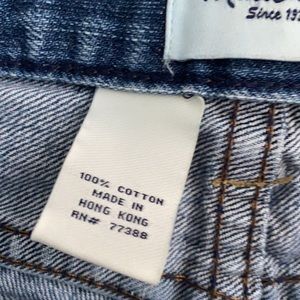 Since 19
100% COTTON
MADE IN
HONG KONG
RN# 77388